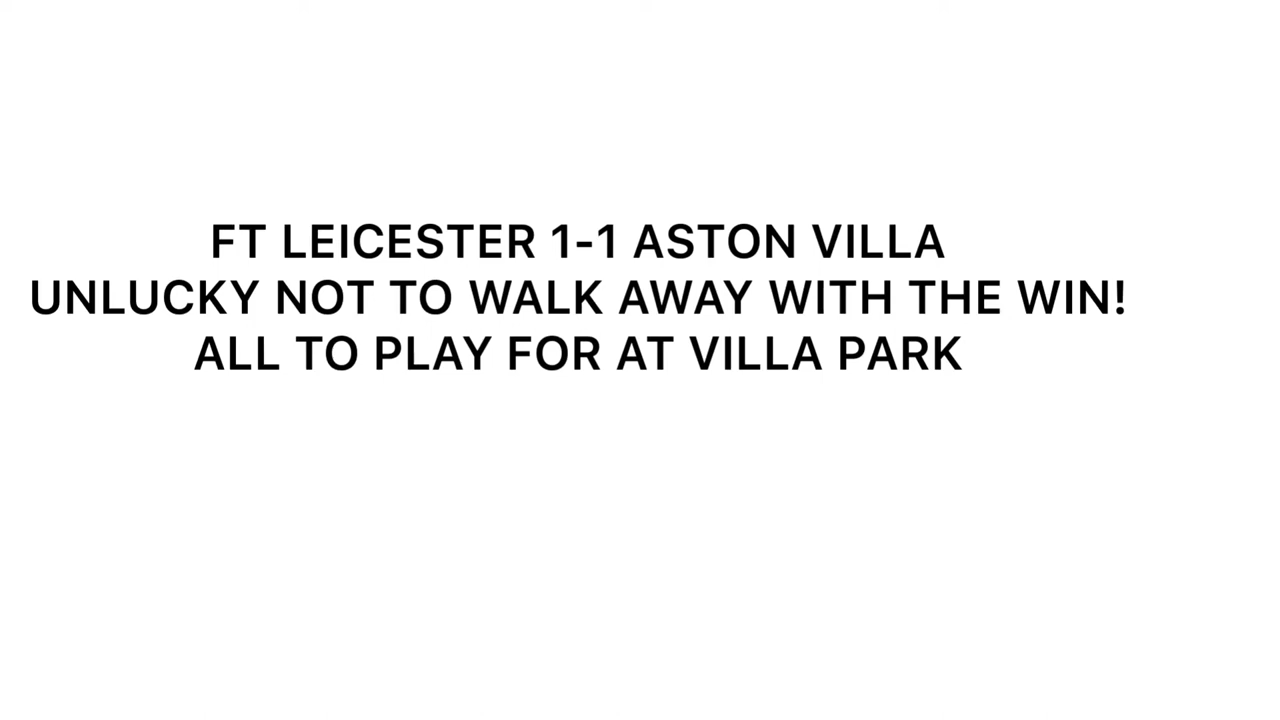 FT LEICESTER 1-1 ASTON VILLA
UNLUCKY NOT TO WALK AWAY WITH THE WIN!
ALL TO PLAY FOR AT VILLA PARK